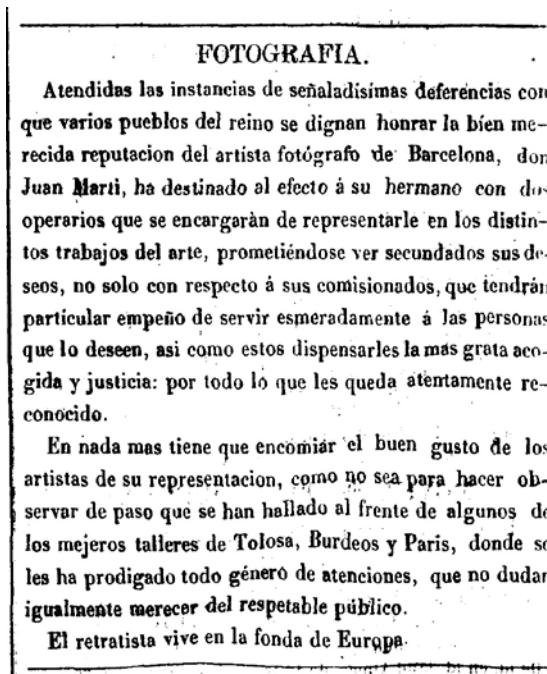 FOTOGRAFIA.
Atendidas las instancias de señaladísimas deferencias con
que varios pueblos del reino se dignan honrar la bien me-
recida reputacion del artista fotógrafo de Barcelona, don
Juan Marti, ha destinado al efecto á su hermano con dos
operarios que se encargaràn de representarle en los distin-
tos trabajos del arte, prometiéndose ver secundados sus de-
seos, no solo con respecto á sus comisionados, que tendrán
particular empeño de servir esmeradamente á las personas
que lo deseen, asi como estos dispensarles la mas grata aco-
gida y justicia: por todo lo que les queda atentamente re-
conocido.
En nada mas tiene que encomiar el buen gusto de los
artistas de su representacion, como no sea para hacer ob-
servar de paso que se han hallado al frente de algunos de
los mejeros talleres de Tolosa, Burdeos y Paris, donde se
les ha prodigado todo género de atenciones, que no dudan
igualmente merecer del respetable público.
El retratista vive en la fonda de Europa.